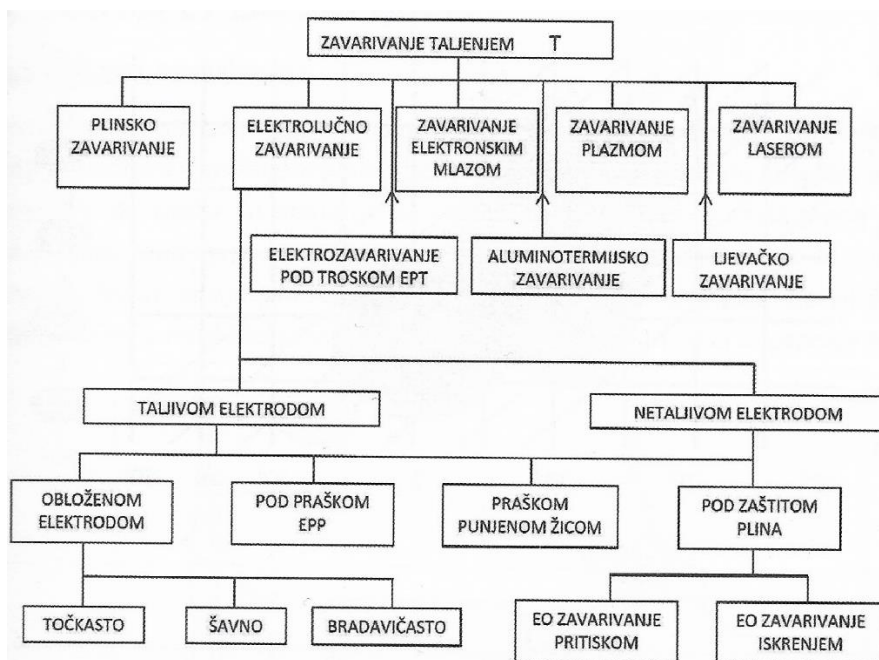 ZAVARIVANJE TALJENJEM T
PLINSKO
ZAVARIVANJE
ELEKTROLUČNO
ZAVARIVANJE
ZAVARIVANJE
ELEKTRONSKIM
MLAZOM
ZAVARIVANJE
PLAZMOM
ZAVARIVANJE
LASEROM
ELEKTROZAVARIVANJE
POD TROSKOM EPT
ALUMINOTERMIJSKO
ZAVARIVANJE
LJEVAČKO
ZAVARIVANJE
TALJIVOM ELEKTRODOM
NETALJIVOM ELEKTRODOM
OBLOŽENOM
ELEKTRODOM
POD PRAŠKOM
EPP
PRAŠKOM
PUNJENOM ŽICOM
POD ZAŠTITOM
PLINA
TOČKASTO
ŠAVNO
BRADAVIČASTO
EO ZAVARIVANJE
PRITISKOM
EO ZAVARIVANJE
ISKRENJEM